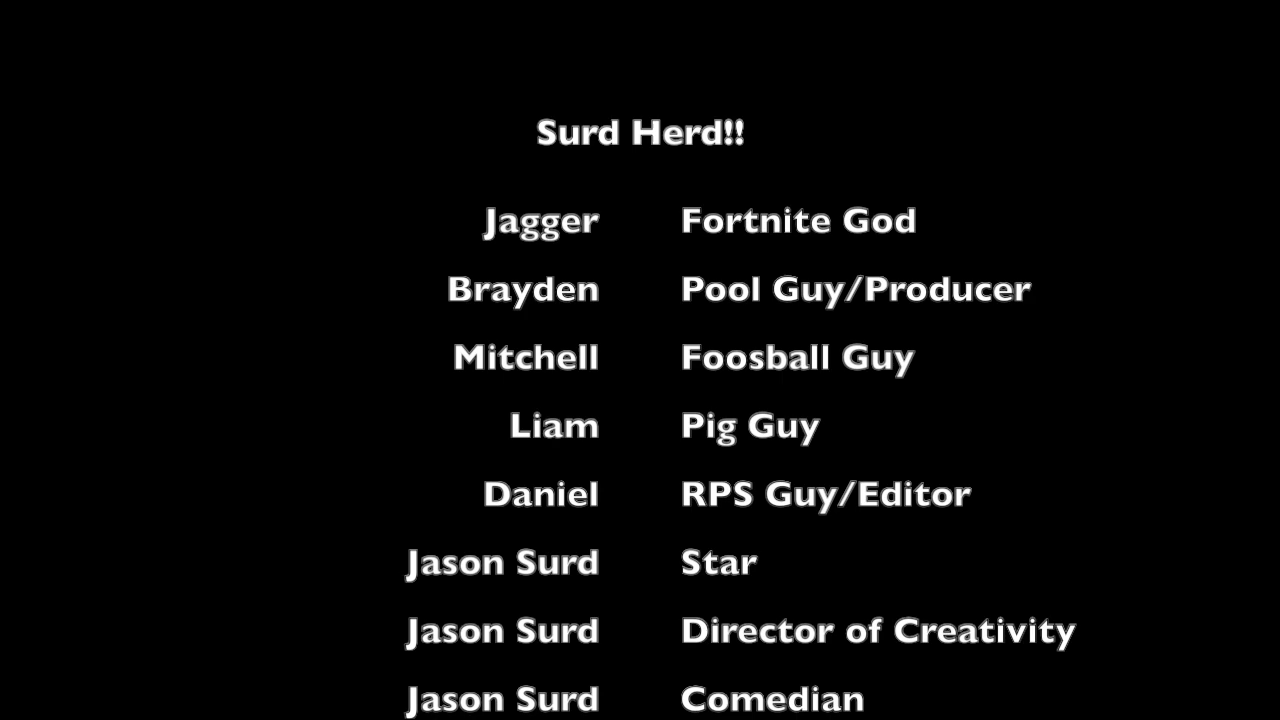 Surd Herd!!
Jagger Fortnite God
Brayden Pool Guy/Producer
Mitchell Foosball Guy
Liam Pig Guy
Daniel RPS Guy/Editor
Jason Surd Star
Jason Surd Director of Creativity
Jason Surd Comedian